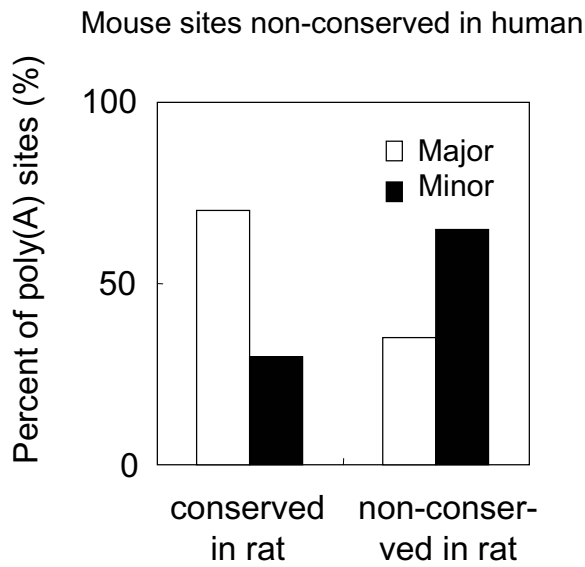 Mouse sites non-conserved in human
Percent of poly(A) sites (%)
100
50
0
Major
Minor
conserved
in rat
non-conser-
ved in rat